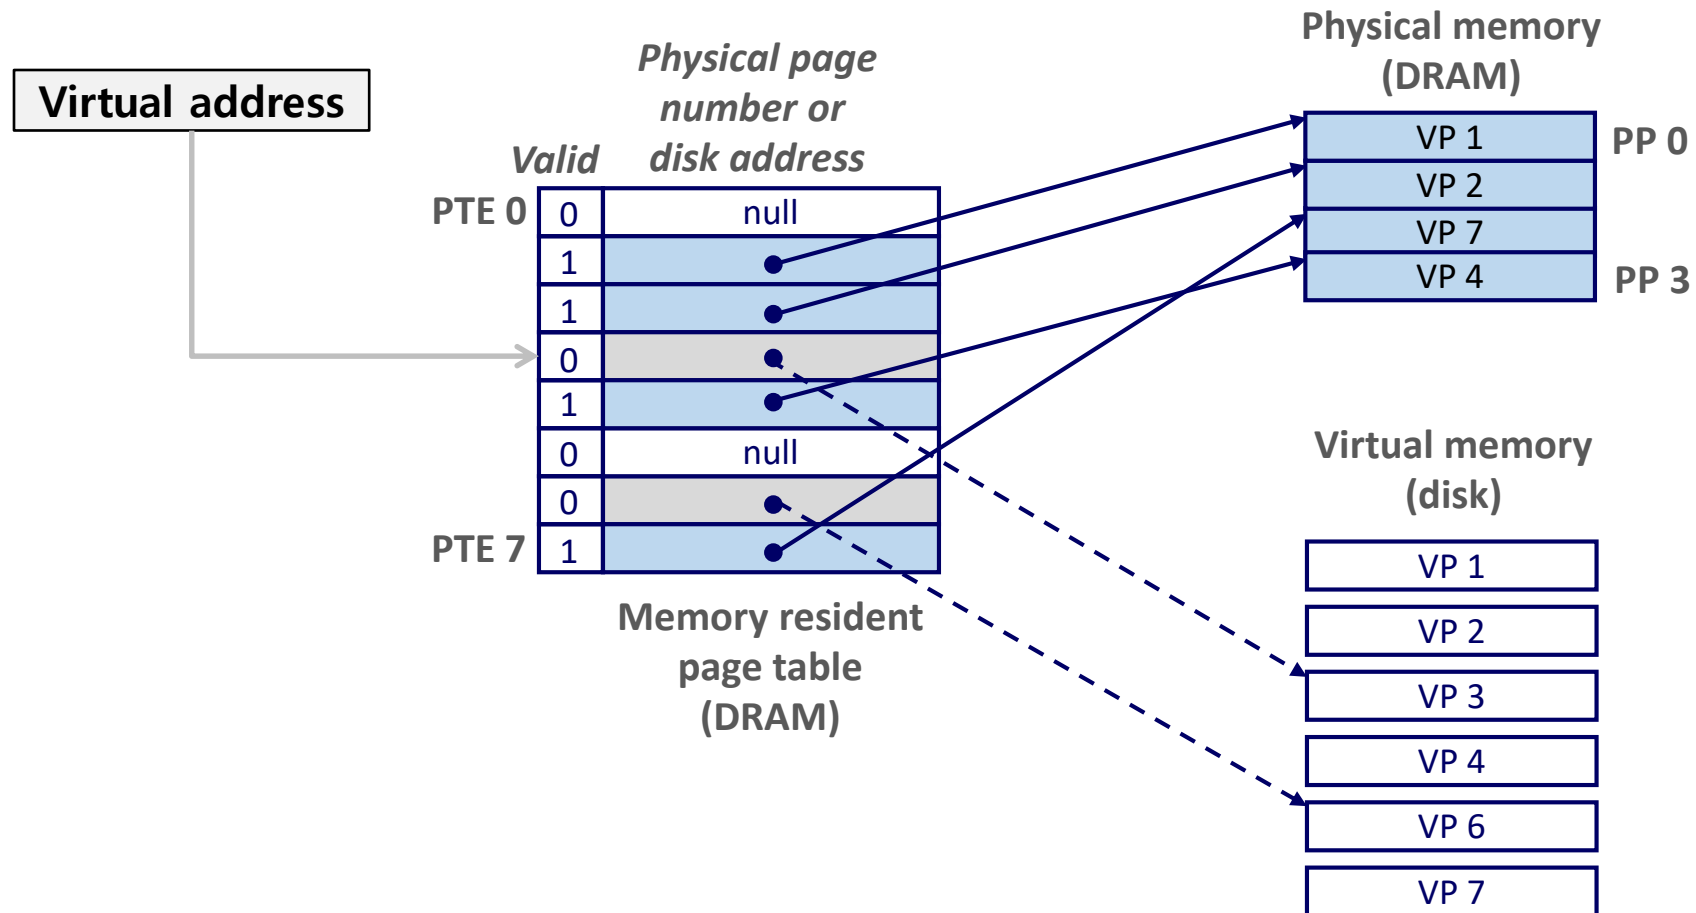 Virtual address
Physical page
number or
disk address
Valid
PTE 0
0
null
1
1
0
1
0
null
0
PTE 7
1
Memory resident
page table
(DRAM)
Physical memory
(DRAM)
VP 1
PP 0
VP 2
VP 7
VP 4
PP 3
Virtual memory
(disk)
VP 1
VP 2
VP 3
VP 4
VP 6
VP 7